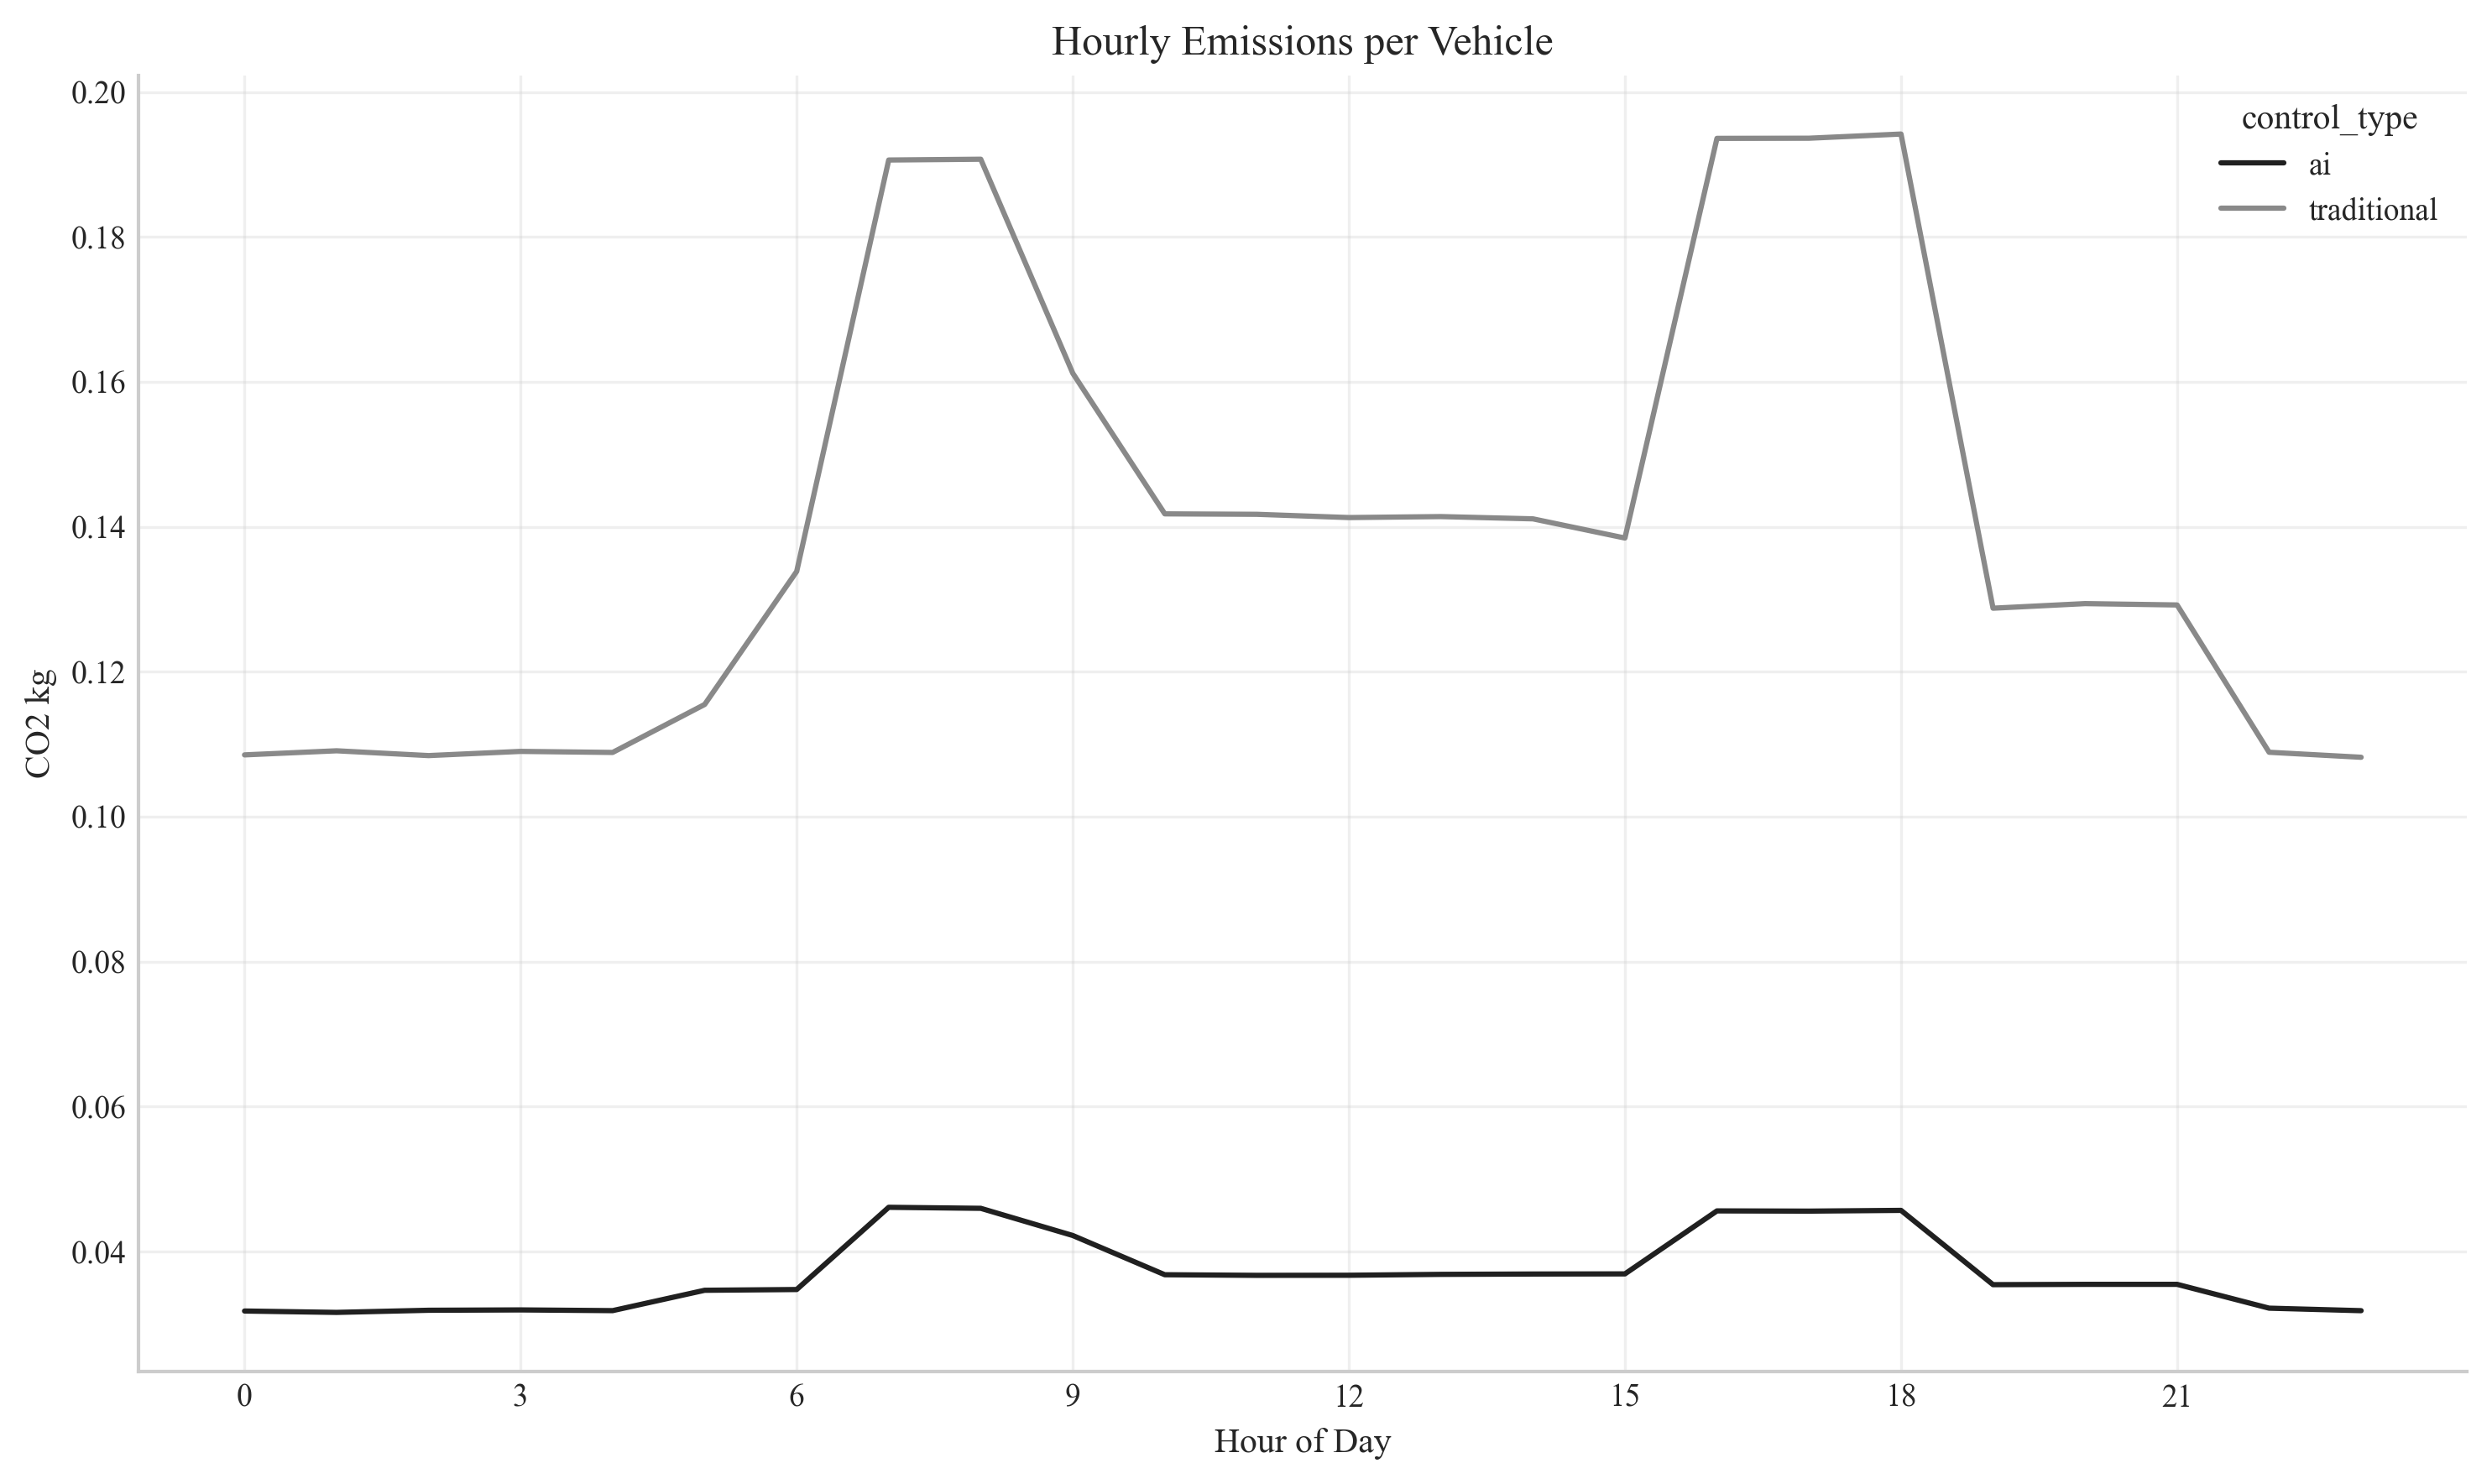 Hourly Emissions per Vehicle
control_type
ai
traditional
0.20
0.18
0.16
0.14
0.12
0.10
0.08
0.06
0.04
CO2 kg
0 3 6 9 12 15 18 21
Hour of Day